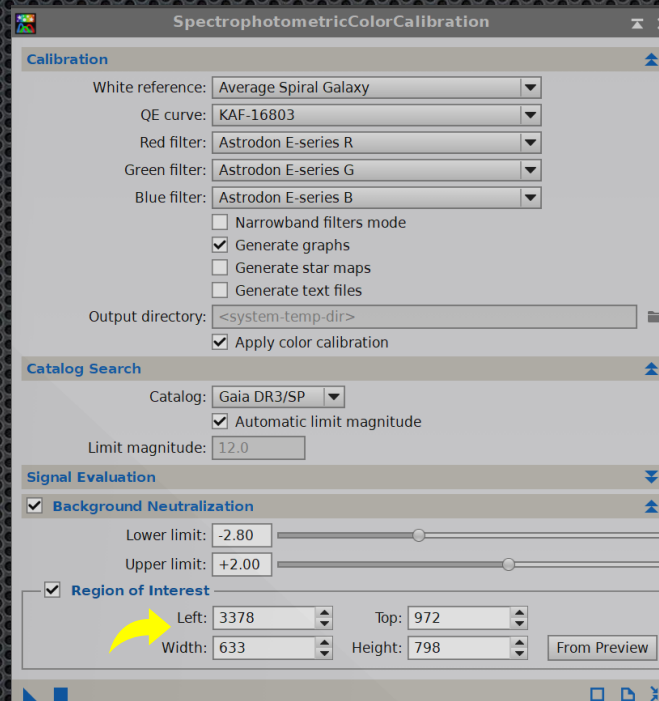 SpectrophotometricColorCalibration
Calibration
White reference: Average Spiral Galaxy
QE curve: KAF-16803
Red filter: Astrodon E-series R
Green filter: Astrodon E-series G
Blue filter: Astrodon E-series B
Narrowband filters mode
Generate graphs
Generate star maps
Generate text files
Output directory: <system-temp-dir>
Apply color calibration
Catalog Search
Catalog: Gaia DR3/SP
Automatic limit magnitude
Limit magnitude: 12.0
Signal Evaluation
Background Neutralization
Lower limit: -2.80
Upper limit: +2.00
Region of Interest
Left: 3378 Top: 972
Width: 633 Height: 798 From Preview